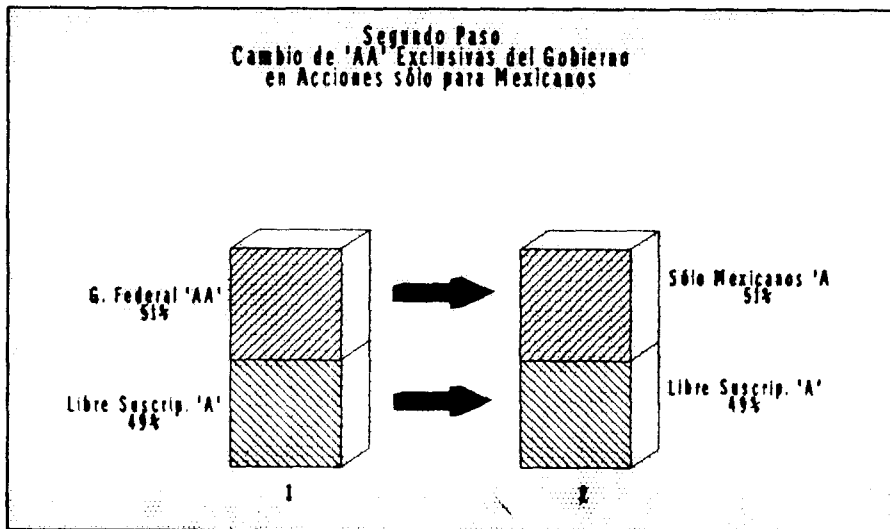 Segundo Paso
Cambio de 'AA' Exclusivas del Gobierno
en Acciones sólo para Mexicanos
G. Federal 'AA'
51%
Sólo Mexicanos 'A
51%
Libre Suscrip. 'A'
49%
Libre Suscrip. 'A'
49%
1
2